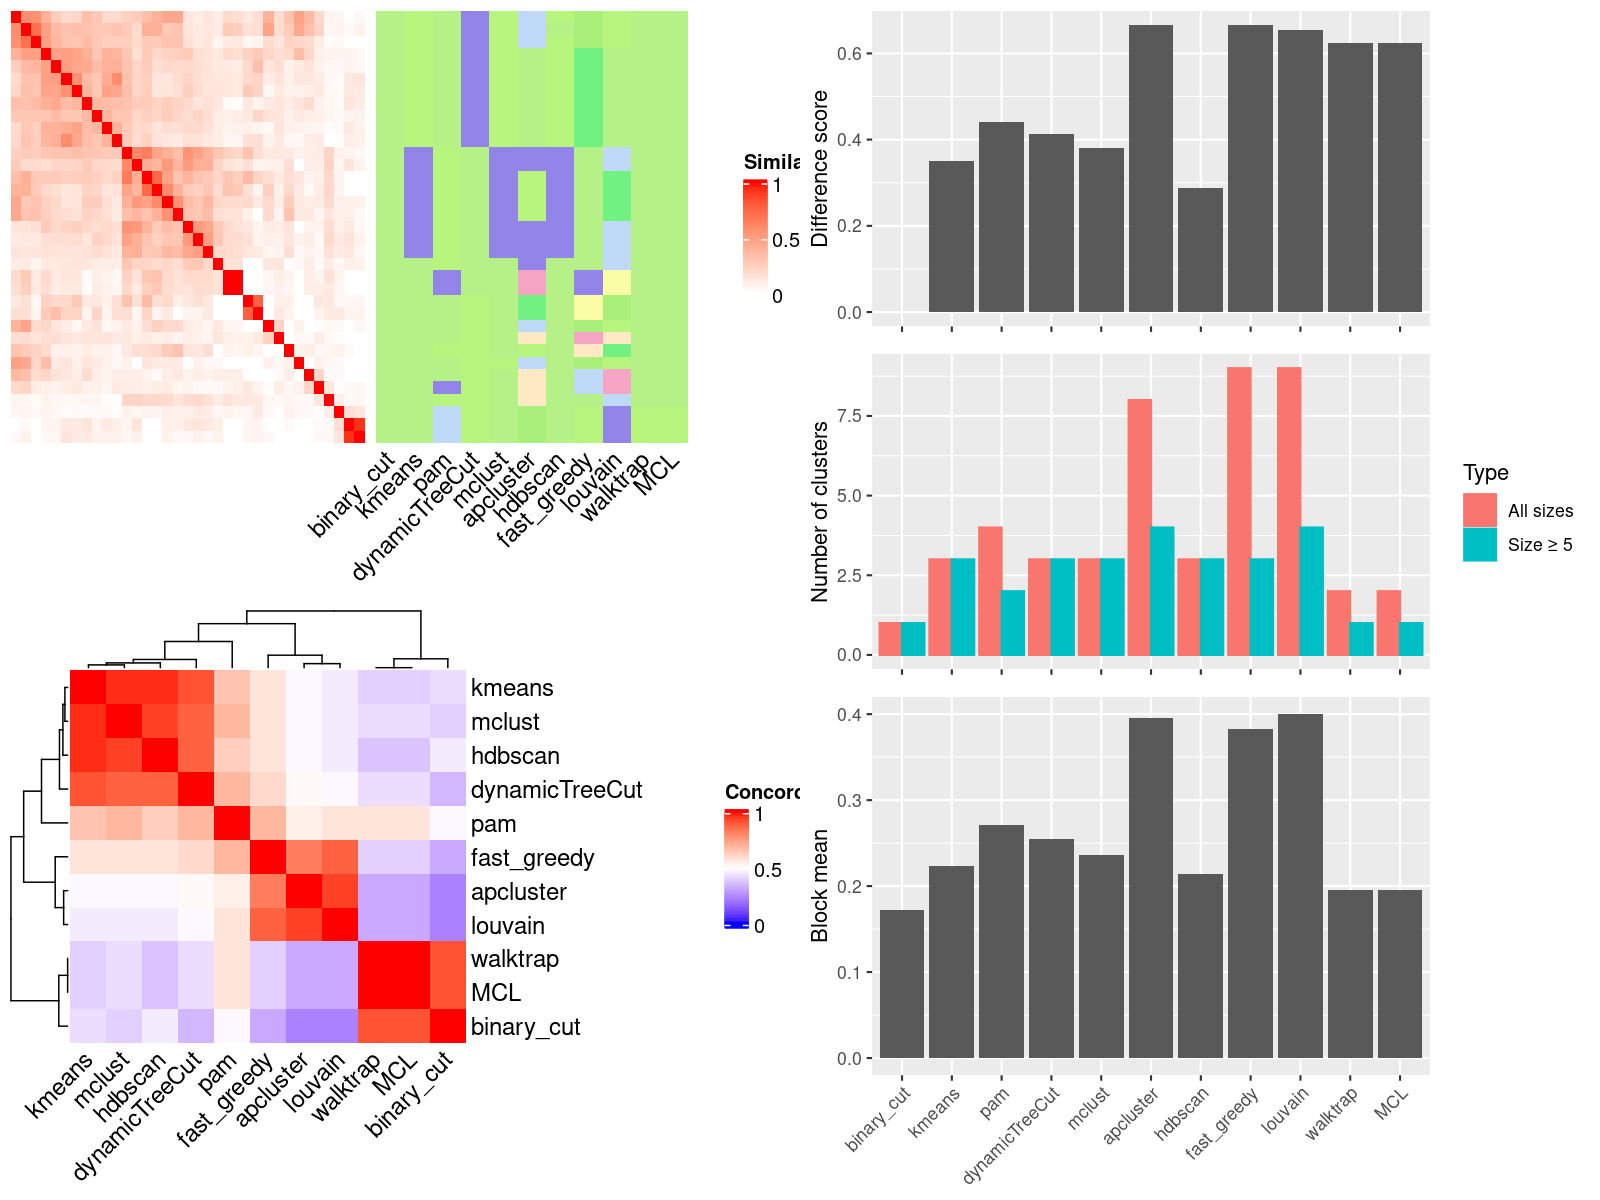 Simila
1
0.5
0
binary_cut
kmeans
pam
dynamicTreeCut
mclust
apcluster
hdbscan
fast_greedy
louvain
walktrap
MCL
kmeans
mclust
hdbscan
dynamicTreeCut
pam
fast_greedy
apcluster
louvain
walktrap
MCL
binary_cut
Concord
1
0.5
0
kmeans
mclust
hdbscan
dynamicTreeCut
pam
fast_greedy
apcluster
louvain
walktrap
MCL
binary_cut
Difference score
0.6
0.4
0.2
0.0
Number of clusters
7.5
5.0
2.5
0.0
Type
All sizes
Size ≥ 5
Block mean
0.4
0.3
0.2
0.1
0.0
binary_cut
kmeans
pam
dynamicTreeCut
mclust
apcluster
hdbscan
fast_greedy
louvain
walktrap
MCL